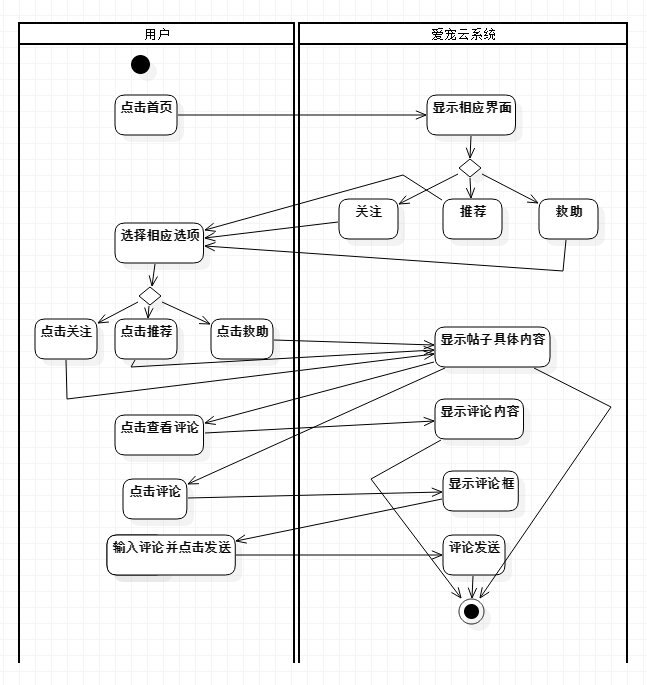 用户
爱宠云系统
点击首页
显示相应界面
关注
推荐
救助
选择相应选项
点击关注
点击推荐
点击救助
显示帖子具体内容
点击查看评论
显示评论内容
点击评论
显示评论框
输入评论并点击发送
评论发送